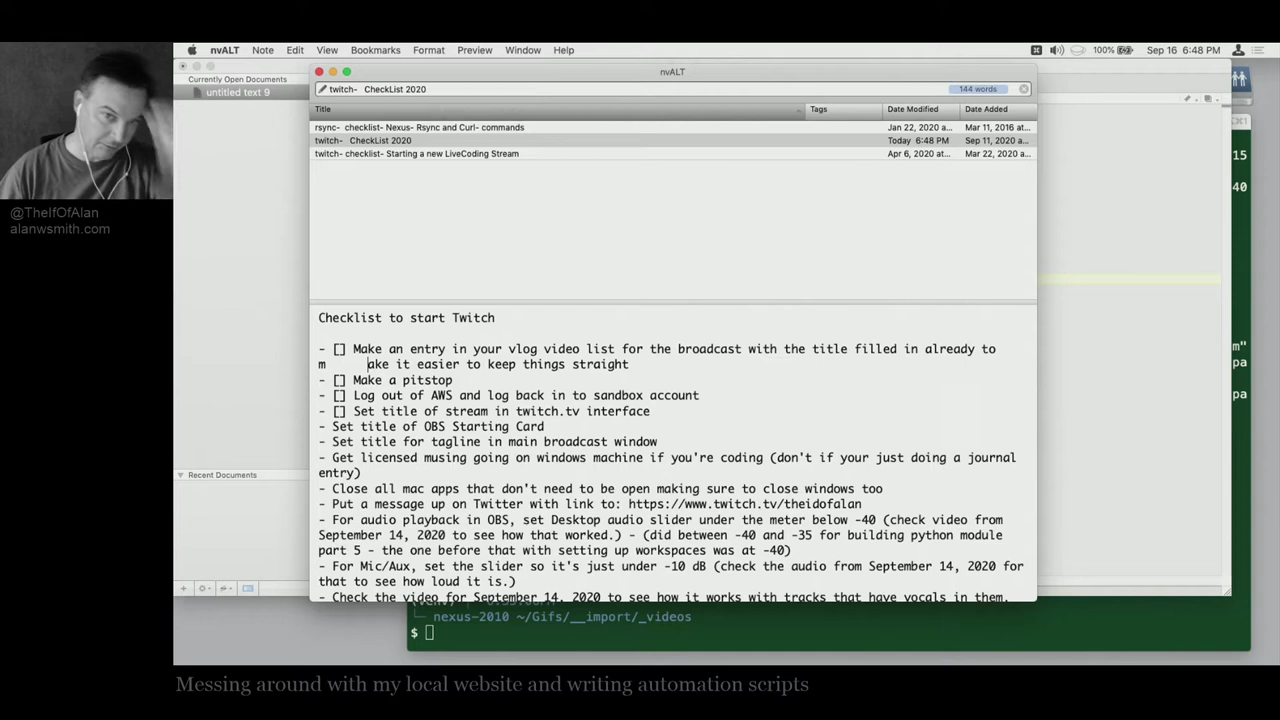 nvALT Note Edit View Bookmarks Format Preview Window Help 100% Sep 16 6:48 PM
Currently Open Documents
untitled text 9
nvALT
twitch- CheckList 2020 144 words
Title Tags Date Modified Date Added
rsync- checklist- Nexus- Rsync and Curl- commands Jan 22, 2020 a... Mar 11, 2016 at...
twitch- CheckList 2020 Today 6:48 PM Sep 11, 2020 a...
twitch- checklist- Starting a new LiveCoding Stream Apr 6, 2020 at... Mar 22, 2020 a...
⌘1
15
40
@TheIfOfAlan
alanwsmith.com
Checklist to start Twitch
- [] Make an entry in your vlog video list for the broadcast with the title filled in already to
m ake it easier to keep things straight
- [] Make a pitstop
- [] Log out of AWS and log back in to sandbox account
- [] Set title of stream in twitch.tv interface
- Set title of OBS Starting Card
- Set title for tagline in main broadcast window
- Get licensed musing going on windows machine if you're coding (don't if your just doing a journal
entry)
- Close all mac apps that don't need to be open making sure to close windows too
- Put a message up on Twitter with link to: https://www.twitch.tv/theidofalan
- For audio playback in OBS, set Desktop audio slider under the meter below -40 (check video from
September 14, 2020 to see how that worked.) - (did between -40 and -35 for building python module
part 5 - the one before that with setting up workspaces was at -40)
- For Mic/Aux, set the slider so it's just under -10 dB (check the audio from September 14, 2020 for
that to see how loud it is.)
- Check the video for September 14, 2020 to see how it works with tracks that have vocals in them.
m"
pa
pa
Recent Documents
nexus-2010 ~/Gifs/__import/_videos
$
Messing around with my local website and writing automation scripts